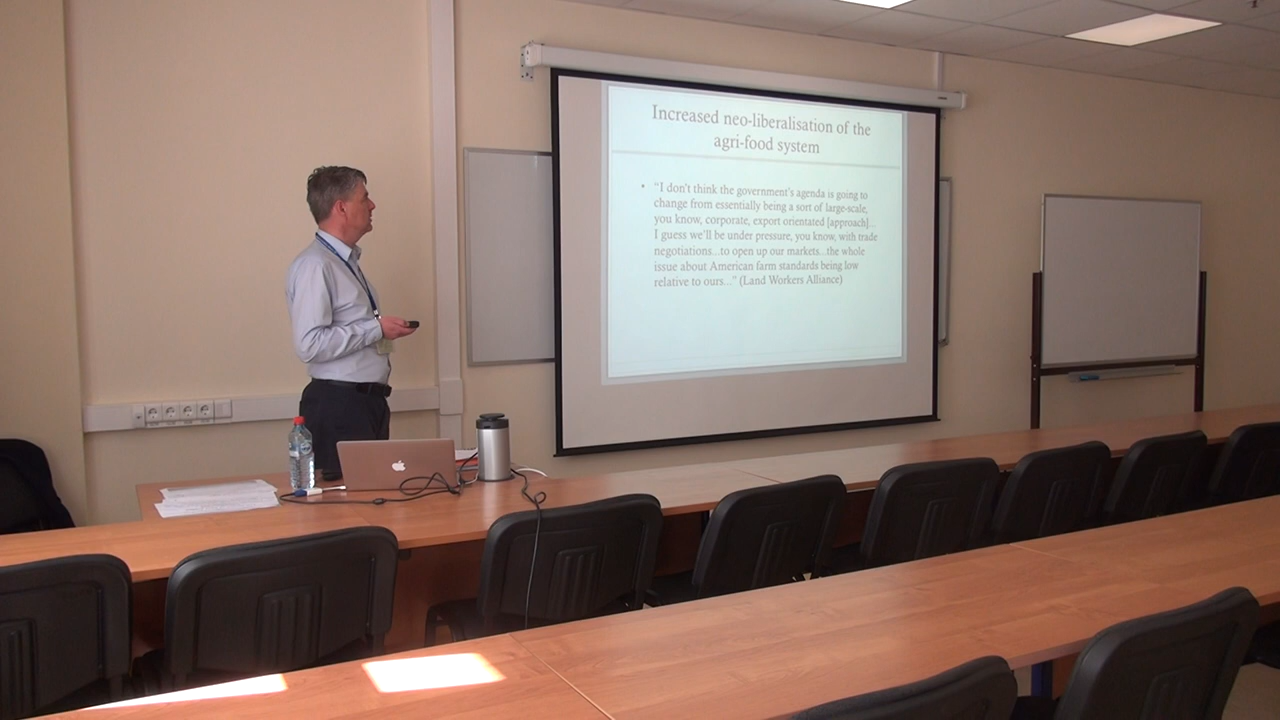 Increased neo-liberalisation of the
agri-food system
• “I don't think the government's agenda is going to
change from essentially being a sort of large-scale,
you know, corporate, export orientated [approach]...
I guess we'll be under pressure, you know, with trade
negotiations...to open up our markets...the whole
issue about American farm standards being low
relative to ours...” (Land Workers Alliance)